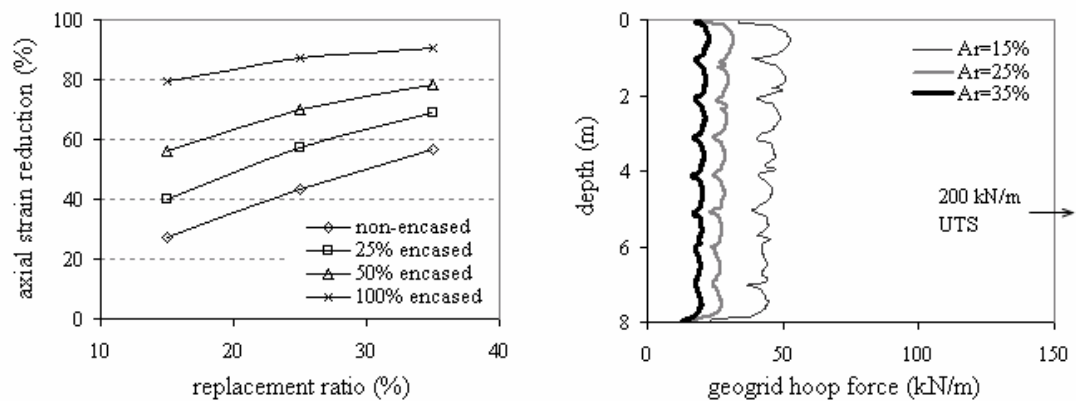 axial strain reduction (%)
100
80
60
40
20
0
10
20
30
40
replacement ratio (%)
non-encased
25% encased
50% encased
100% encased
depth (m)
0
2
4
6
8
0
50
100
150
geogrid hoop force (kN/m)
Ar=15%
Ar=25%
Ar=35%
200 kN/m
UTS